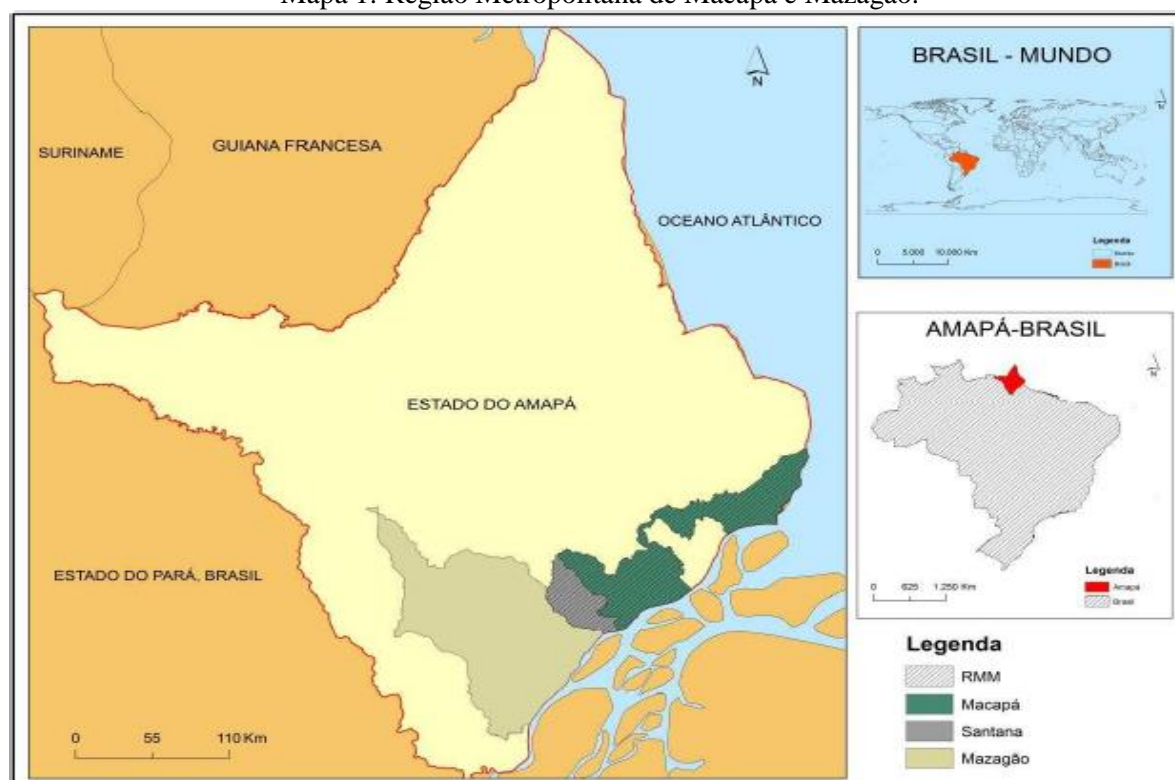 Mapa 1: Região Metropolitana de Macapá e Mazagão.
SURINAME
GUIANA FRANCESA
N
OCEANO ATLÂNTICO
ESTADO DO AMAPÁ
ESTADO DO PARÁ, BRASIL
0 55 110 Km
BRASIL - MUNDO
N
0 5.000 10.000 Km
Legenda
Mundo
Brasil
AMAPÁ-BRASIL
N
0 625 1.250 Km
Legenda
Amapá
Brasil
Legenda
RMM
Macapá
Santana
Mazagão